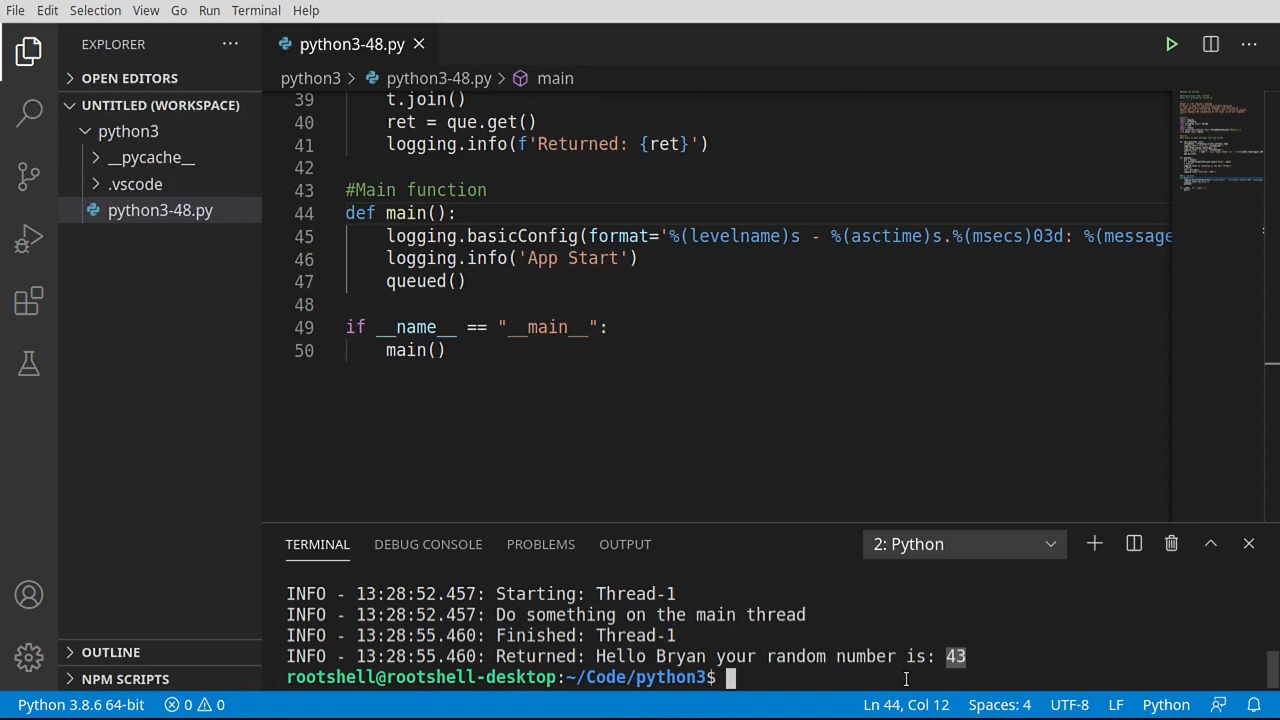 File Edit Selection View Go Run Terminal Help
EXPLORER
OPEN EDITORS
UNTITLED (WORKSPACE)
python3
__pycache__
.vscode
python3-48.py
OUTLINE
NPM SCRIPTS
python3-48.py
python3 > python3-48.py > main
39 t.join()
40 ret = que.get()
41 logging.info(f'Returned: {ret}')
42
43 #Main function
44 def main():
45 logging.basicConfig(format='%(levelname)s - %(asctime)s.%(msecs)03d: %(message
46 logging.info('App Start')
47 queued()
48
49 if __name__ == "__main__":
50 main()
TERMINAL DEBUG CONSOLE PROBLEMS OUTPUT 2: Python
INFO - 13:28:52.457: Starting: Thread-1
INFO - 13:28:52.457: Do something on the main thread
INFO - 13:28:55.460: Finished: Thread-1
INFO - 13:28:55.460: Returned: Hello Bryan your random number is: 43
rootshell@rootshell-desktop:~/Code/python3$
Python 3.8.6 64-bit 0 0 Ln 44, Col 12 Spaces: 4 UTF-8 LF Python